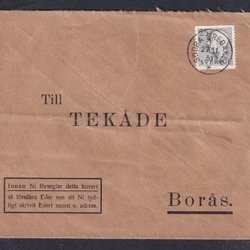 Till
TEKÅDE
Innan Ni förseglar detta kuvert
så försäkra Eder om att Ni tyd-
ligt skrivit Edert namn o. adress.
Borås.